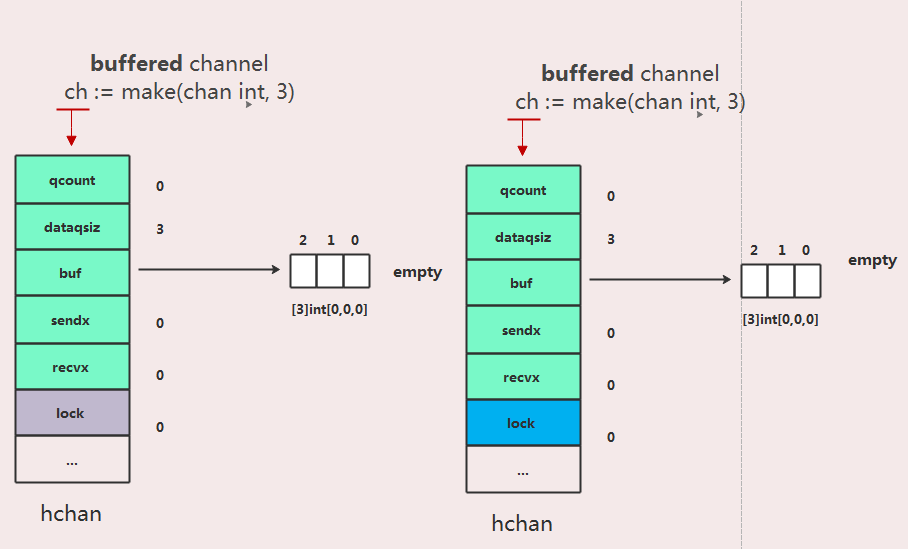 buffered channel
ch := make(chan int, 3)
qcount
0
dataqsiz
3
buf
2 1 0
empty
[3]int[0,0,0]
sendx
0
recvx
0
lock
0
...
hchan
buffered channel
ch := make(chan int, 3)
qcount
0
dataqsiz
3
buf
2 1 0
empty
[3]int[0,0,0]
sendx
0
recvx
0
lock
0
...
hchan